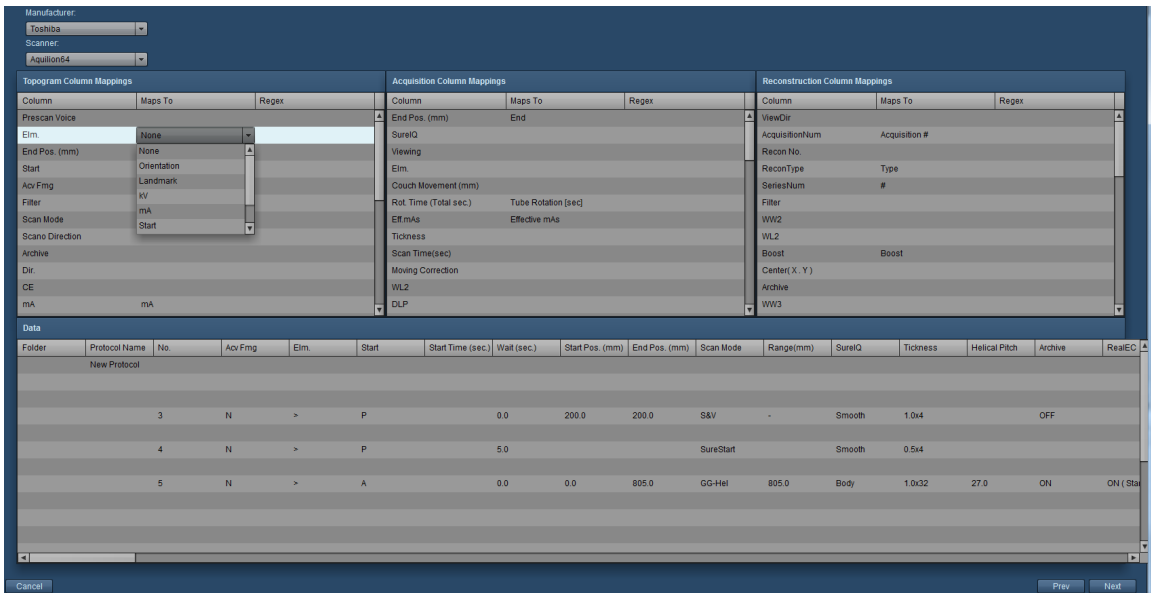 Manufacturer:
Toshiba
Scanner:
Aquilion64
Topogram Column Mappings Acquisition Column Mappings Reconstruction Column Mappings
Column Maps To Regex Column Maps To Regex Column Maps To Regex
Prescan Voice End Pos. (mm) End ViewDir
Elm. None SureIQ AcquisitionNum Acquisition #
End Pos. (mm) None Viewing Recon No.
Start Orientation Elm. ReconType Type
Acv Fmg Landmark Couch Movement (mm) SeriesNum #
Filter kV Rot. Time (Total sec.) Tube Rotation [sec] Filter
Scan Mode mA Eff.mAs Effective mAs WW2
Scano Direction Start Tickness WL2
Archive Scan Time(sec) Boost Boost
Dir. Moving Correction Center( X . Y )
CE WL2 Archive
mA mA DLP WW3
Data
Folder Protocol Name No. Acv Fmg Elm. Start Start Time (sec.) Wait (sec.) Start Pos. (mm) End Pos. (mm) Scan Mode Range(mm) SureIQ Tickness Helical Pitch Archive RealEC
New Protocol
3 N > P 0.0 200.0 200.0 S&V - Smooth 1.0x4 OFF
4 N > P 5.0 SureStart Smooth 0.5x4
5 N > A 0.0 0.0 805.0 GG-Hel 805.0 Body 1.0x32 27.0 ON ON ( Sta
Cancel Prev Next